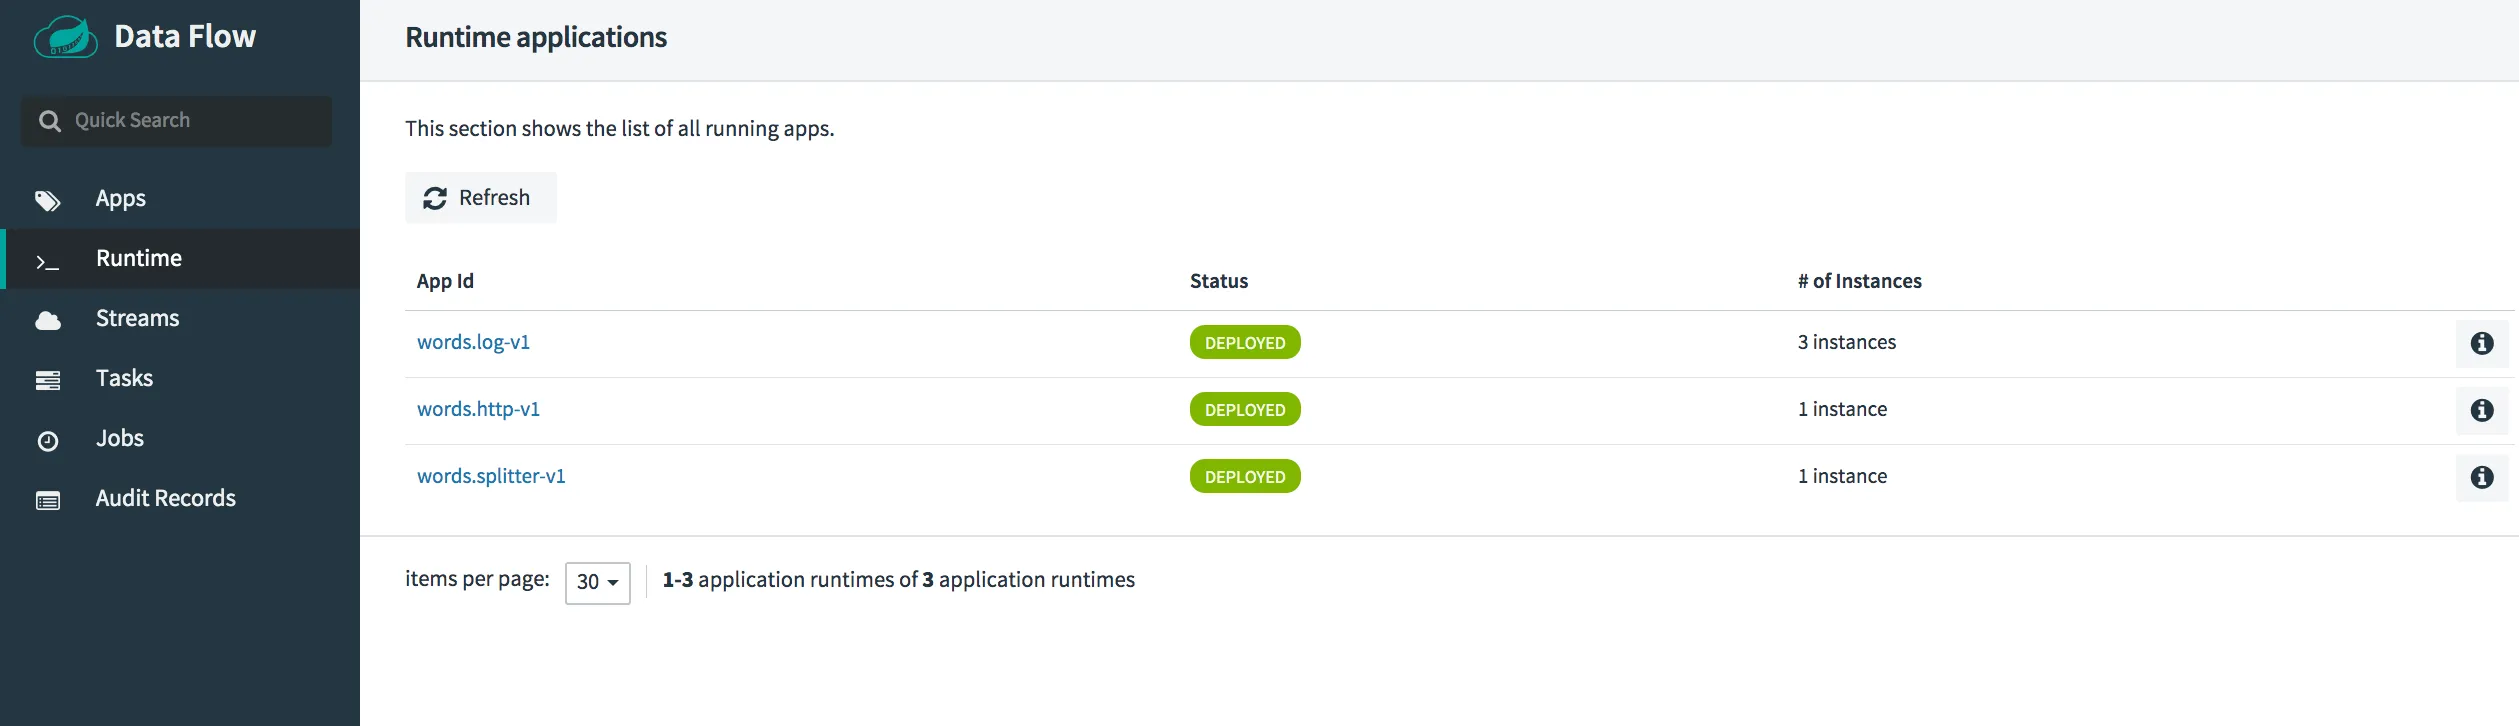 Data Flow
Quick Search
Apps
Runtime
Streams
Tasks
Jobs
Audit Records
Runtime applications
This section shows the list of all running apps.
Refresh
App Id Status # of Instances
words.log-v1 DEPLOYED 3 instances
words.http-v1 DEPLOYED 1 instance
words.splitter-v1 DEPLOYED 1 instance
items per page: 30 1-3 application runtimes of 3 application runtimes